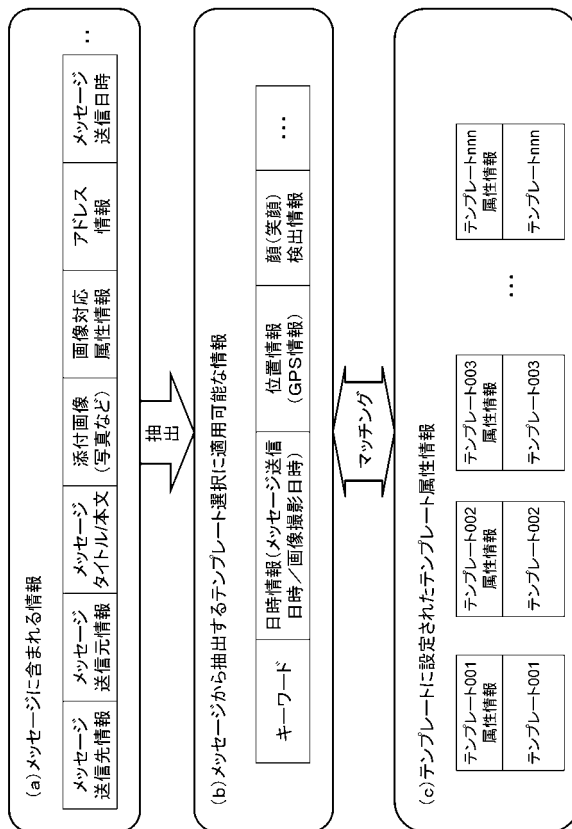 (a)メッセージに含まれる情報
メッセージ
送信先情報
メッセージ
送信元情報
メッセージ
タイトル/本文
添付画像
(写真など)
画像対応
属性情報
アドレス
情報
メッセージ
送信日時
‥
抽出
(b)メッセージから抽出するテンプレート選択に適用可能な情報
キーワード
日時情報(メッセージ送信
日時/画像撮影日時)
位置情報
(GPS情報)
顔(笑顔)
検出情報
…
マッチング
(c)テンプレートに設定されたテンプレート属性情報
テンプレート001
属性情報
テンプレート001
テンプレート002
属性情報
テンプレート002
テンプレート003
属性情報
テンプレート003
…
テンプレートnnn
属性情報
テンプレートnnn